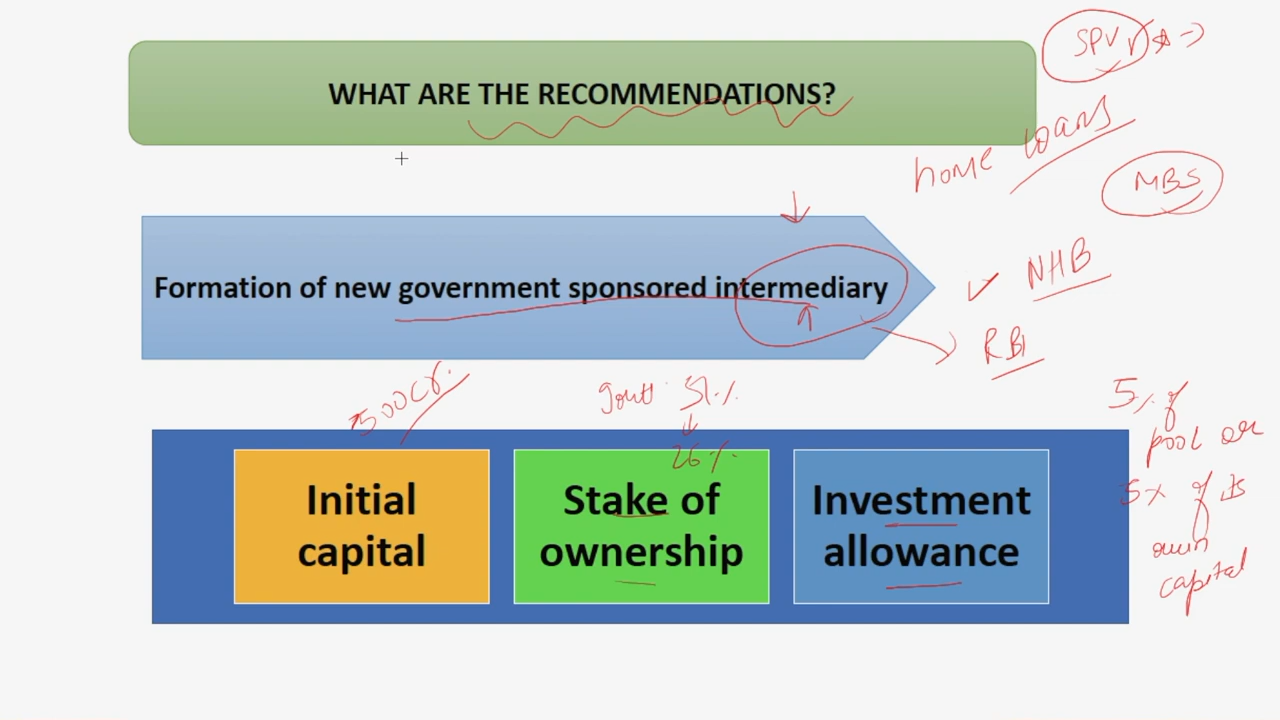 SPV
WHAT ARE THE RECOMMENDATIONS?
home loans
MBS
NHB
Formation of new government sponsored intermediary
RBI
500 cr.
Govt 51%
26%
5% of
pool or
5x of its
own
capital
Initial
capital
Stake of
ownership
Investment
allowance